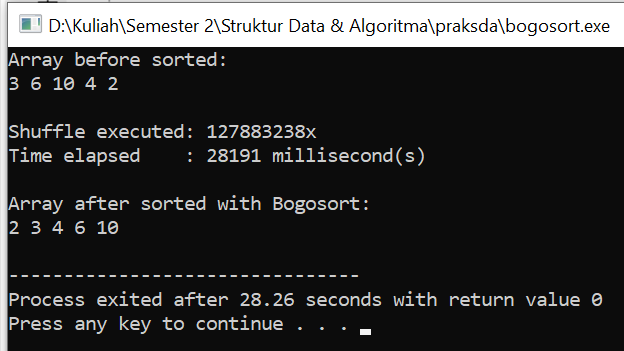 D:\Kuliah\Semester 2\Struktur Data & Algoritma\praksda\bogosort.exe
Array before sorted:
3 6 10 4 2
Shuffle executed: 127883238x
Time elapsed    : 28191 millisecond(s)
Array after sorted with Bogosort:
2 3 4 6 10
--------------------------------
Process exited after 28.26 seconds with return value 0
Press any key to continue . . .